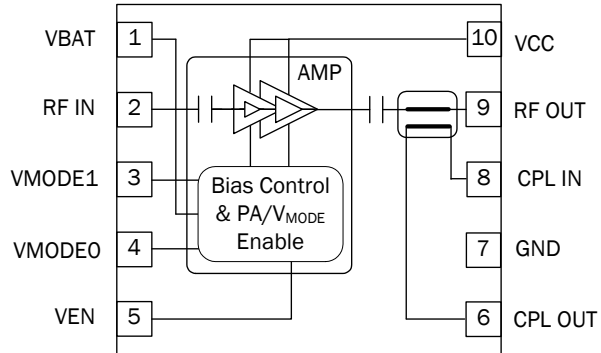 VBAT 1
RF IN 2
VMODE1 3
VMODE0 4
VEN 5
AMP
Bias Control
& PA/VMODE
Enable
10 VCC
9 RF OUT
8 CPL IN
7 GND
6 CPL OUT